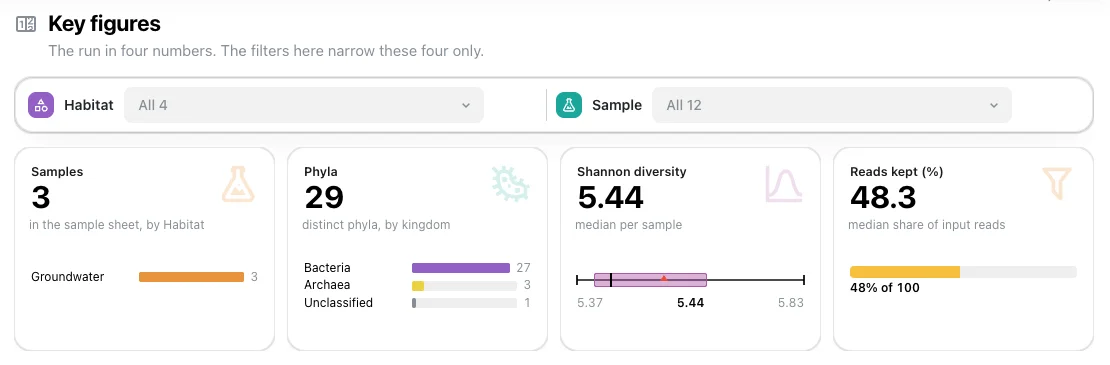 Key figures
The run in four numbers. The filters here narrow these four only.
Habitat
All 4
Sample
All 12
Samples
3
in the sample sheet, by Habitat
Groundwater 3
Phyla
29
distinct phyla, by kingdom
Bacteria 27
Archaea 3
Unclassified 1
Shannon diversity
5.44
median per sample
5.37 5.44 5.83
Reads kept (%)
48.3
median share of input reads
48% of 100